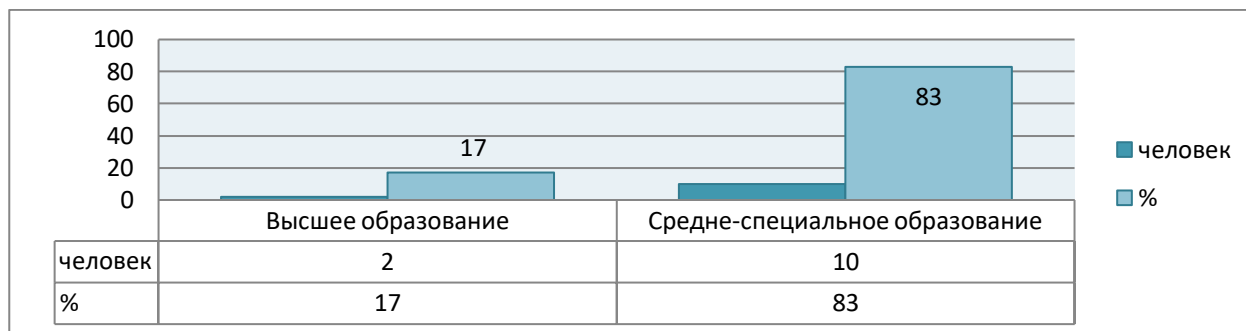 100
80
60
40
20
0
17
83
человек
%
Высшее образование Средне-специальное образование
человек 2 10
% 17 83